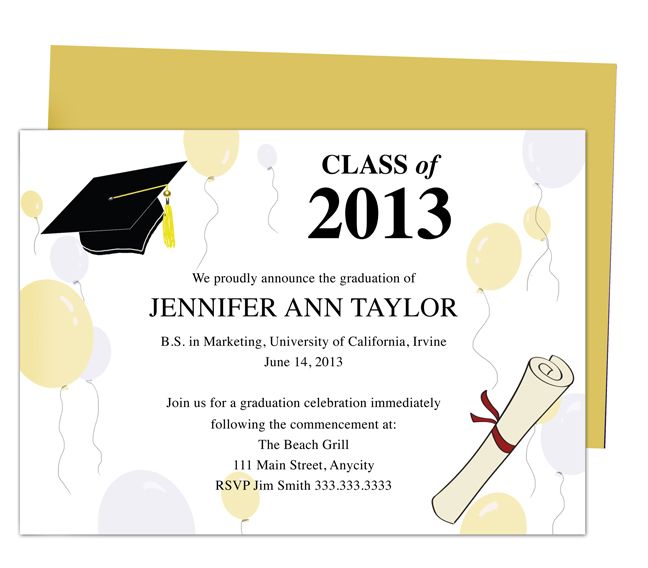 CLASS of
2013
We proudly announce the graduation of
JENNIFER ANN TAYLOR
B.S. in Marketing, University of California, Irvine
June 14, 2013
Join us for a graduation celebration immediately
following the commencement at:
The Beach Grill
111 Main Street, Anycity
RSVP Jim Smith 333.333.3333